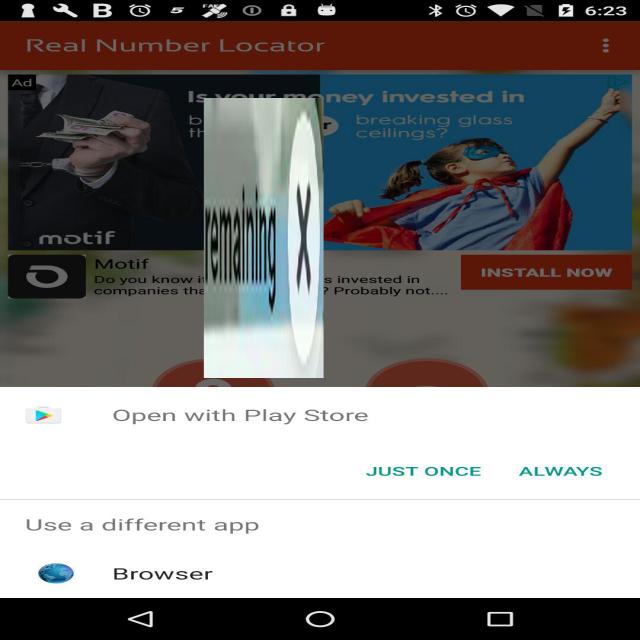 6:23
Real Number Locator
Ad
Is your money invested in
breaking glass
ceilings?
remaining X
motif
Motif
Do you know
s invested in
companies
? Probably not....
INSTALL NOW
Open with Play Store
JUST ONCE ALWAYS
Use a different app
Browser